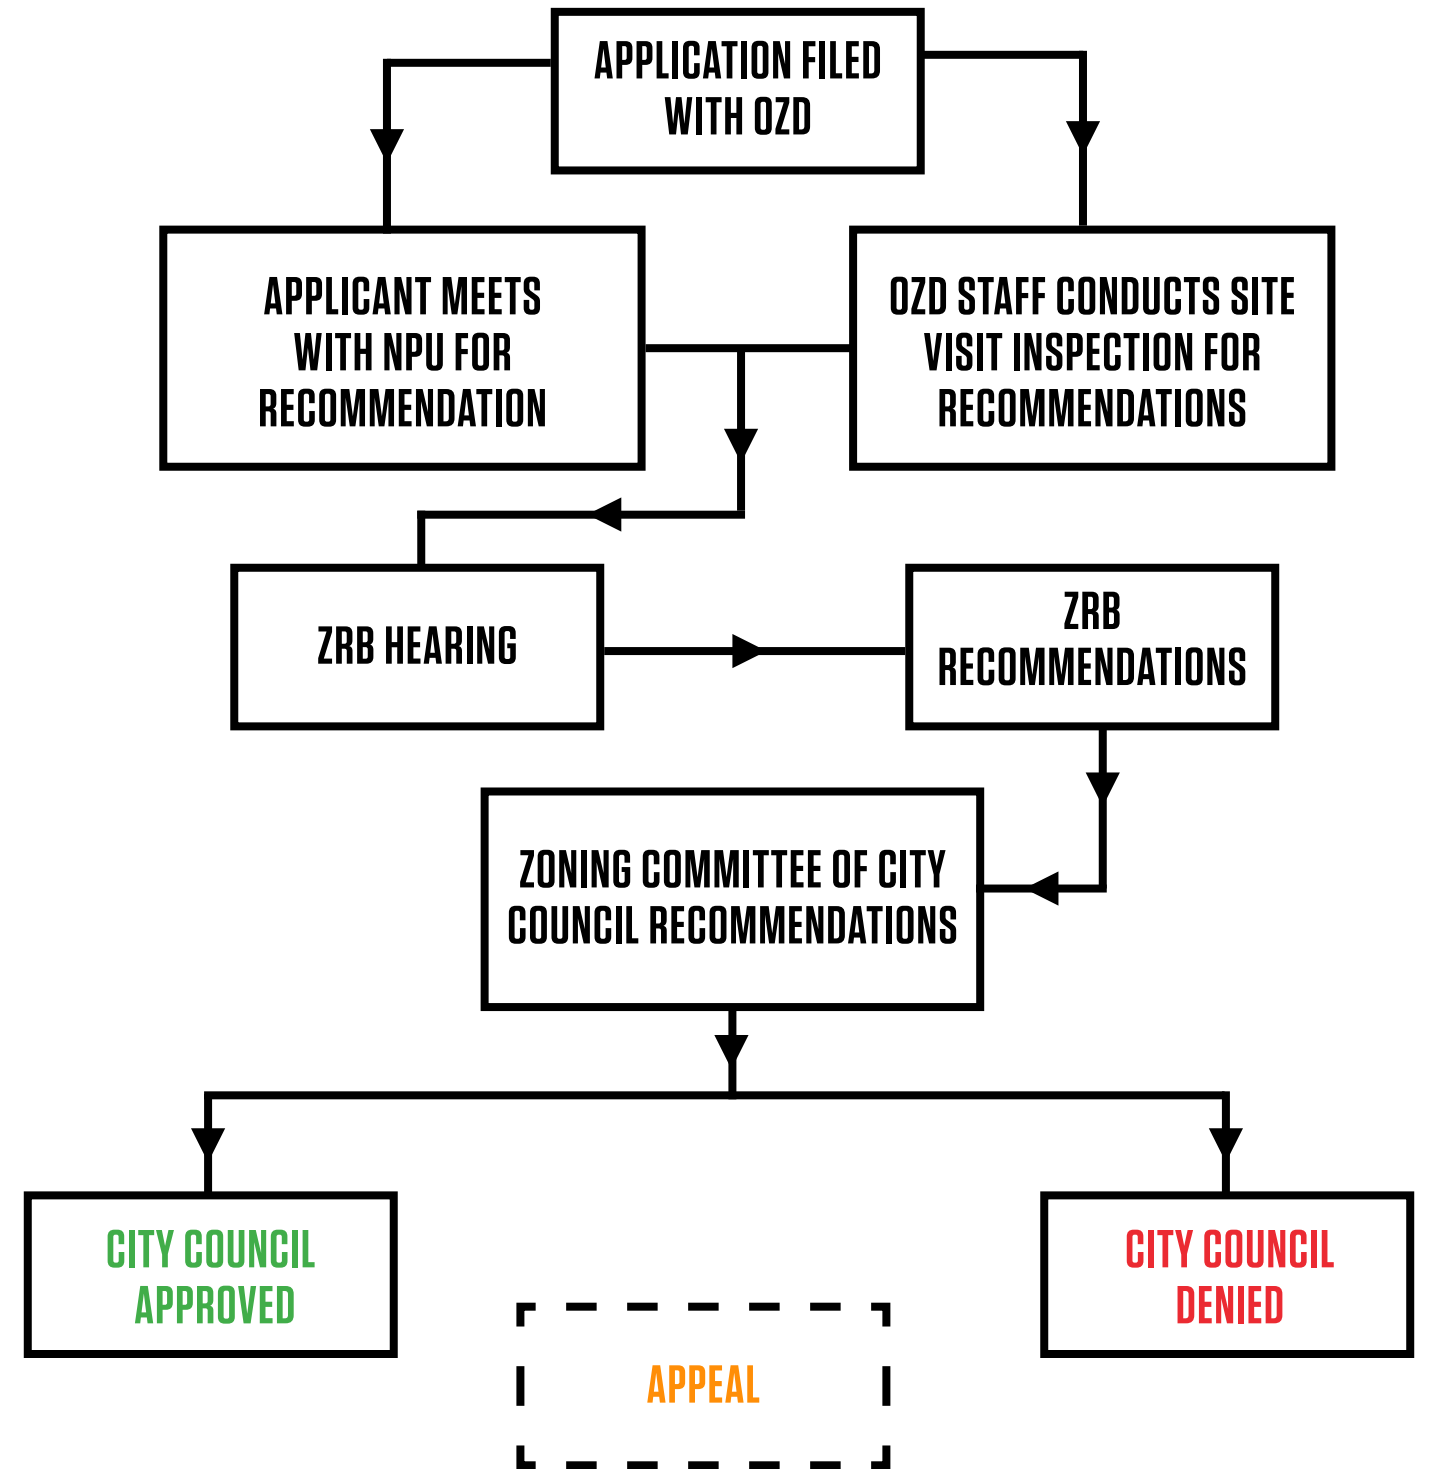 APPLICATION FILED
WITH OZD
APPLICANT MEETS
WITH NPU FOR
RECOMMENDATION
OZD STAFF CONDUCTS SITE
VISIT INSPECTION FOR
RECOMMENDATIONS
ZRB HEARING
ZRB
RECOMMENDATIONS
ZONING COMMITTEE OF CITY
COUNCIL RECOMMENDATIONS
CITY COUNCIL
APPROVED
CITY COUNCIL
DENIED
APPEAL